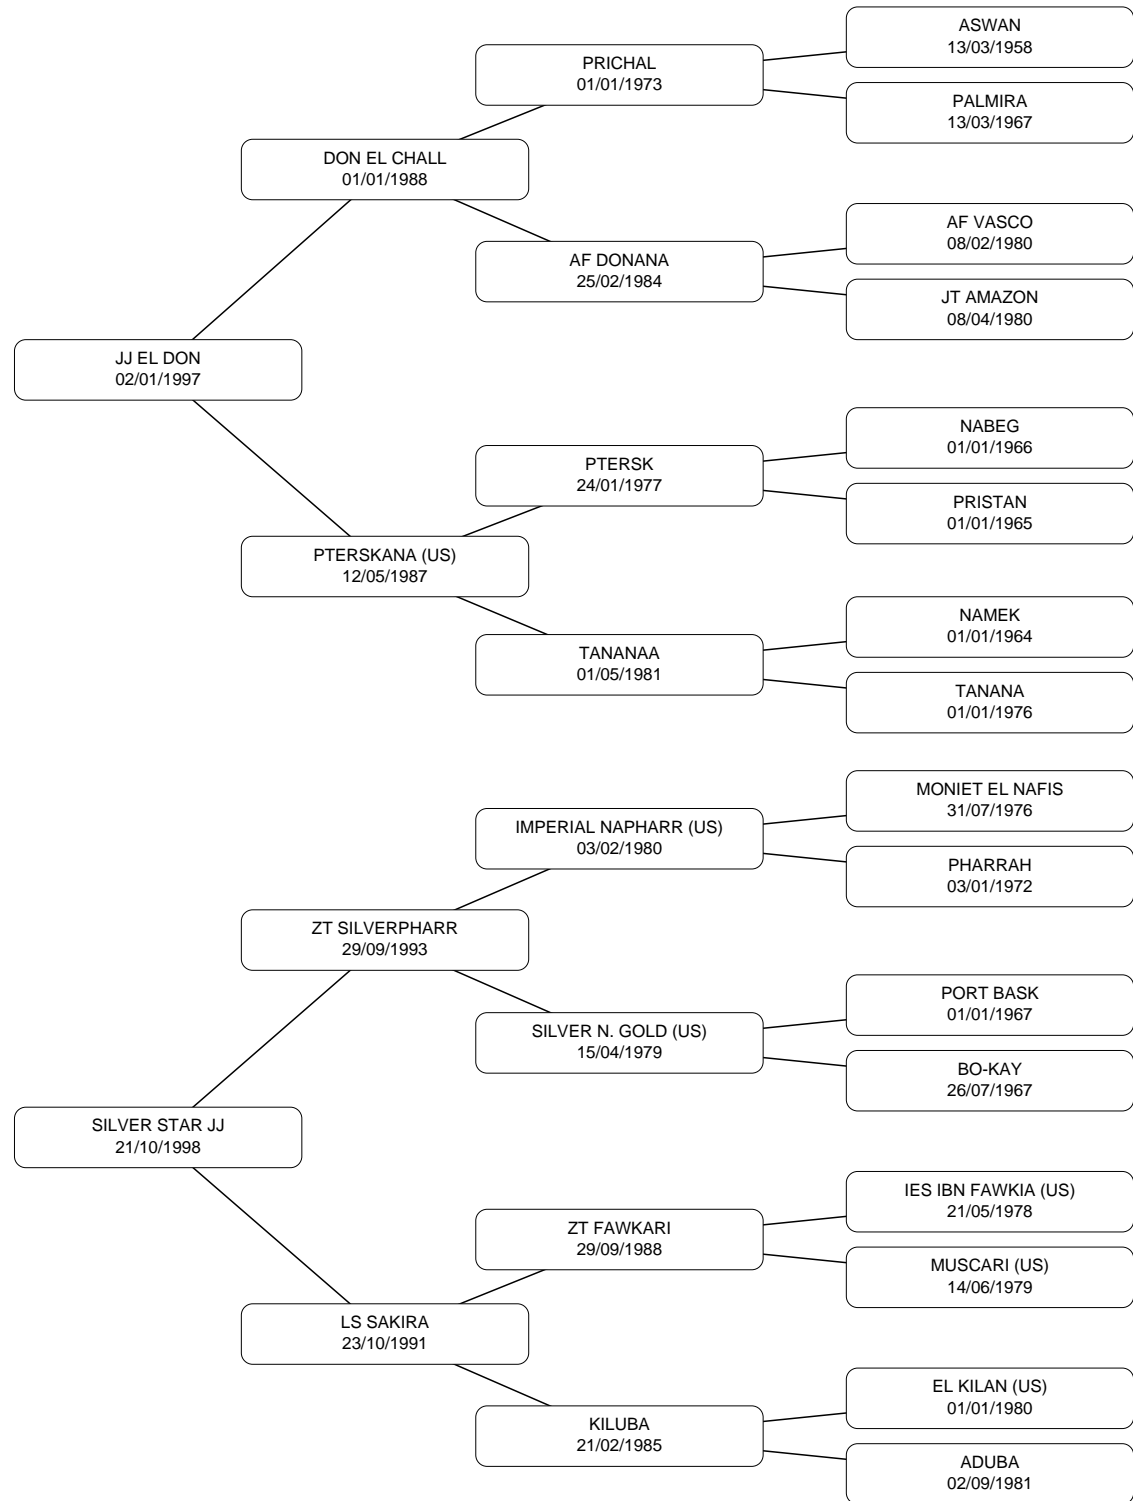 ASWAN
13/03/1958
PRICHAL
01/01/1973
PALMIRA
13/03/1967
DON EL CHALL
01/01/1988
AF VASCO
08/02/1980
AF DONANA
25/02/1984
JT AMAZON
08/04/1980
JJ EL DON
02/01/1997
NABEG
01/01/1966
PTERSK
24/01/1977
PRISTAN
01/01/1965
PTERSKANA (US)
12/05/1987
NAMEK
01/01/1964
TANANAA
01/05/1981
TANANA
01/01/1976
MONIET EL NAFIS
31/07/1976
IMPERIAL NAPHARR (US)
03/02/1980
PHARRAH
03/01/1972
ZT SILVERPHARR
29/09/1993
PORT BASK
01/01/1967
SILVER N. GOLD (US)
15/04/1979
BO-KAY
26/07/1967
SILVER STAR JJ
21/10/1998
IES IBN FAWKIA (US)
21/05/1978
ZT FAWKARI
29/09/1988
MUSCARI (US)
14/06/1979
LS SAKIRA
23/10/1991
EL KILAN (US)
01/01/1980
KILUBA
21/02/1985
ADUBA
02/09/1981